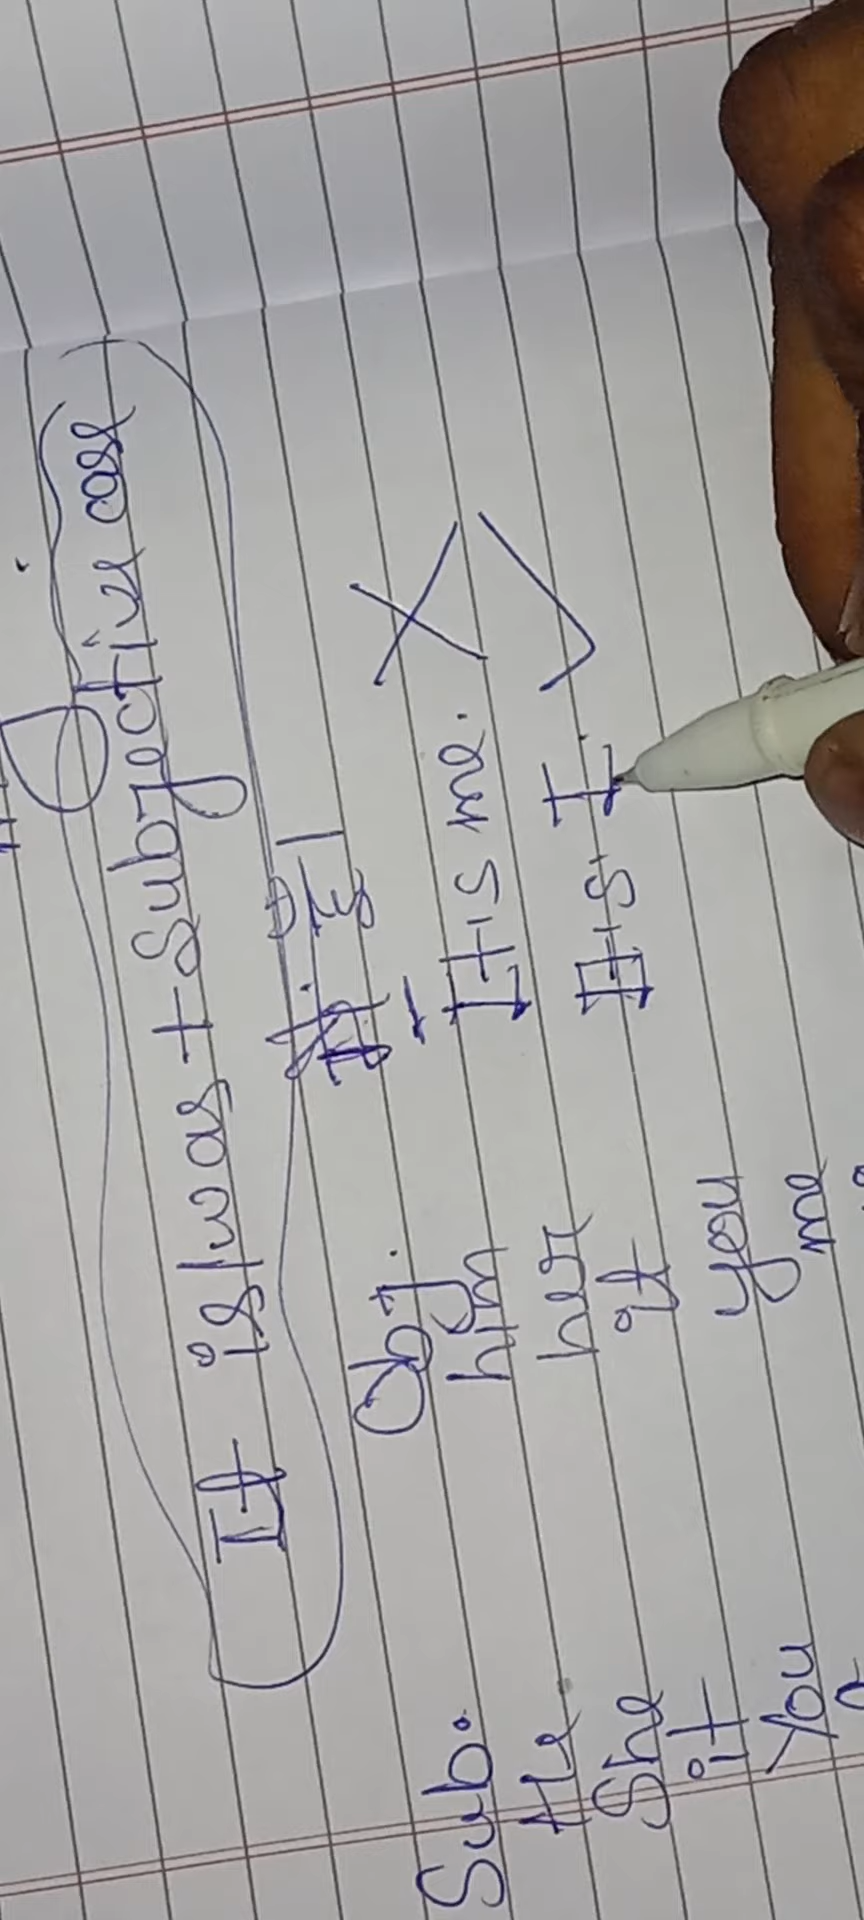 It is/was + Subjective case
Sub. Obj.
He him
She her
it it
You you
me
It is me.
It is I.